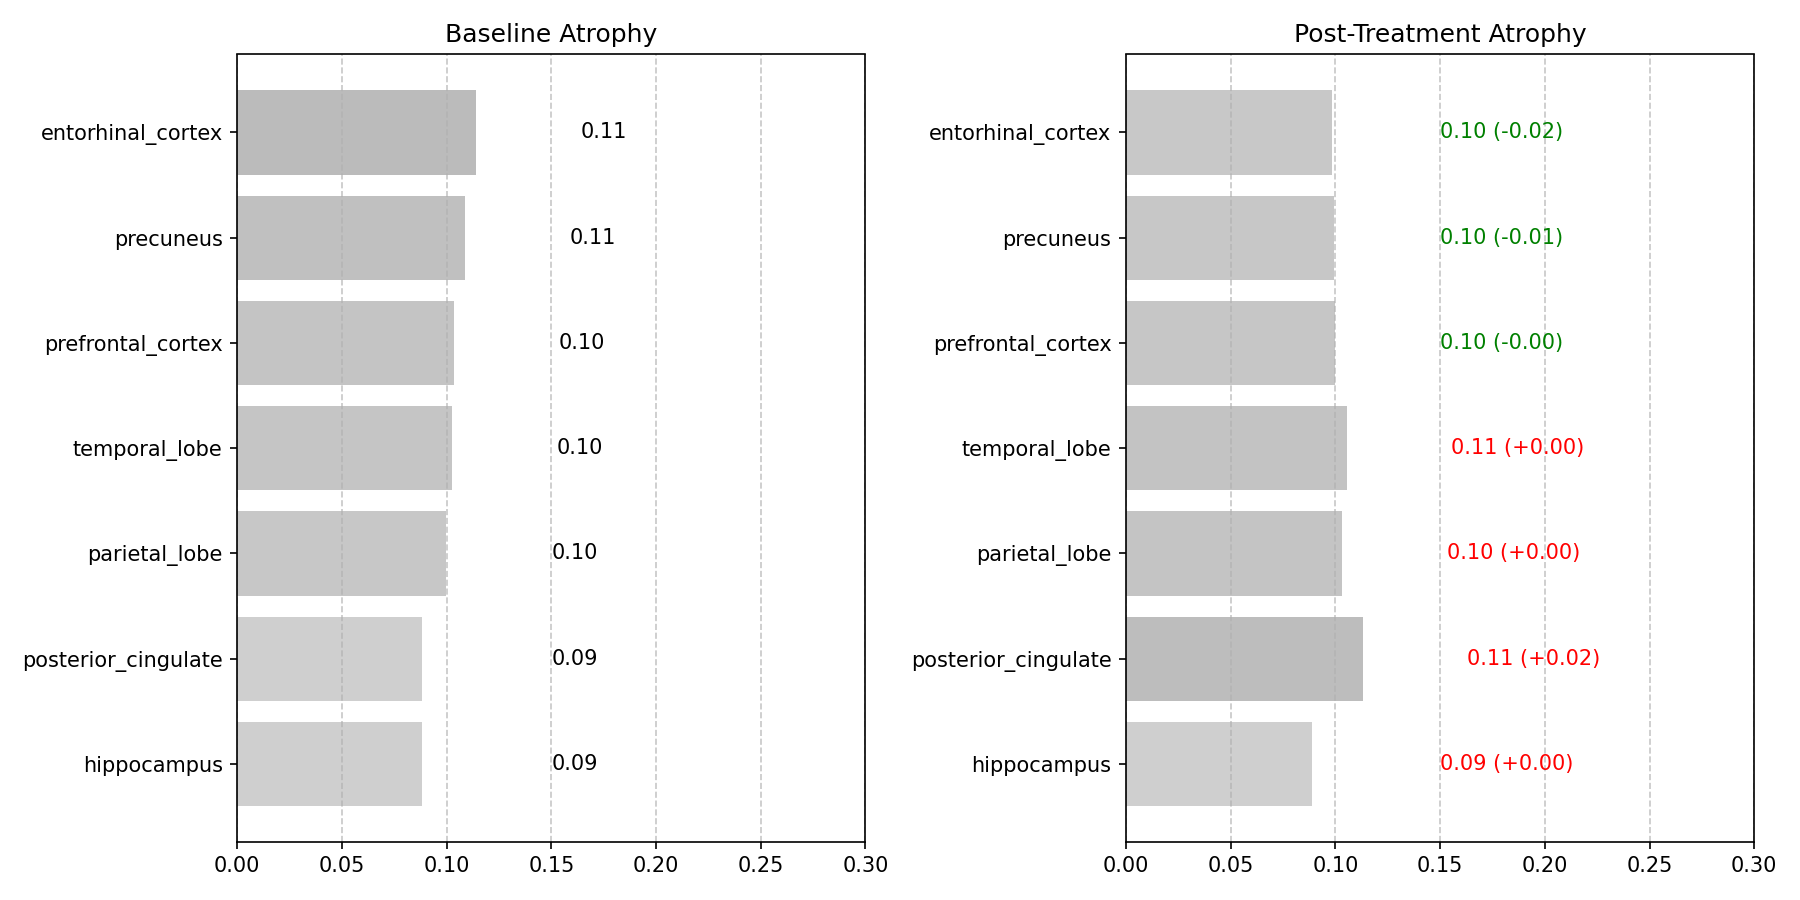 Baseline Atrophy
entorhinal_cortex 0.11
precuneus 0.11
prefrontal_cortex 0.10
temporal_lobe 0.10
parietal_lobe 0.10
posterior_cingulate 0.09
hippocampus 0.09
0.00 0.05 0.10 0.15 0.20 0.25 0.30
Post-Treatment Atrophy
entorhinal_cortex 0.10 (-0.02)
precuneus 0.10 (-0.01)
prefrontal_cortex 0.10 (-0.00)
temporal_lobe 0.11 (+0.00)
parietal_lobe 0.10 (+0.00)
posterior_cingulate 0.11 (+0.02)
hippocampus 0.09 (+0.00)
0.00 0.05 0.10 0.15 0.20 0.25 0.30